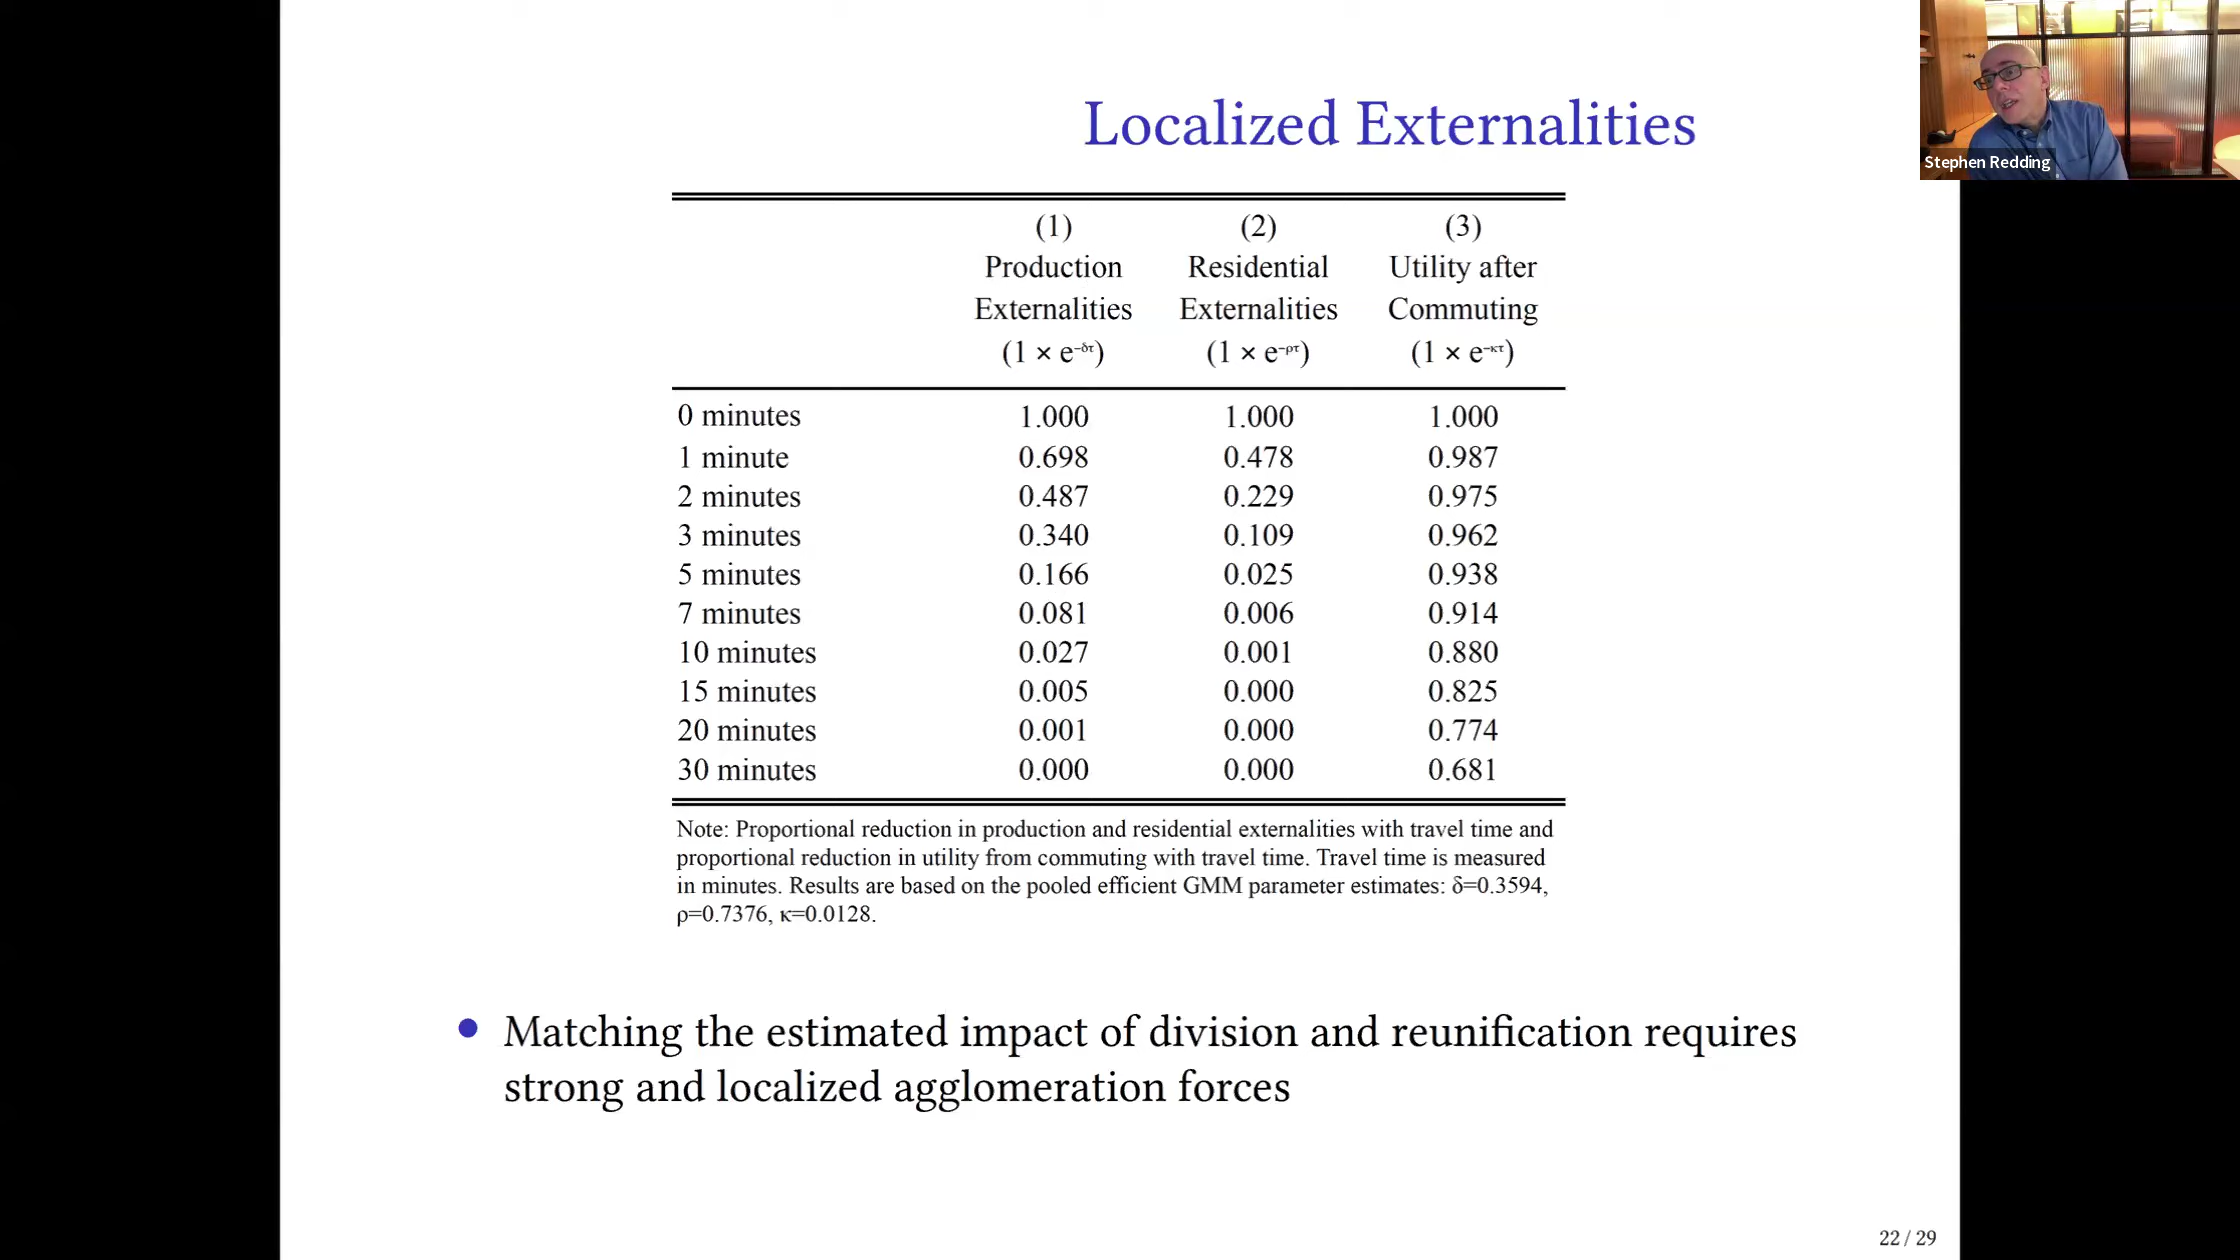 Localized Externalities
Stephen Redding
(1) (2) (3)
Production Residential Utility after
Externalities Externalities Commuting
(1 × e^-δτ) (1 × e^-ρτ) (1 × e^-κτ)
0 minutes 1.000 1.000 1.000
1 minute 0.698 0.478 0.987
2 minutes 0.487 0.229 0.975
3 minutes 0.340 0.109 0.962
5 minutes 0.166 0.025 0.938
7 minutes 0.081 0.006 0.914
10 minutes 0.027 0.001 0.880
15 minutes 0.005 0.000 0.825
20 minutes 0.001 0.000 0.774
30 minutes 0.000 0.000 0.681
Note: Proportional reduction in production and residential externalities with travel time and
proportional reduction in utility from commuting with travel time. Travel time is measured
in minutes. Results are based on the pooled efficient GMM parameter estimates: δ=0.3594,
ρ=0.7376, κ=0.0128.
• Matching the estimated impact of division and reunification requires
strong and localized agglomeration forces
22 / 29